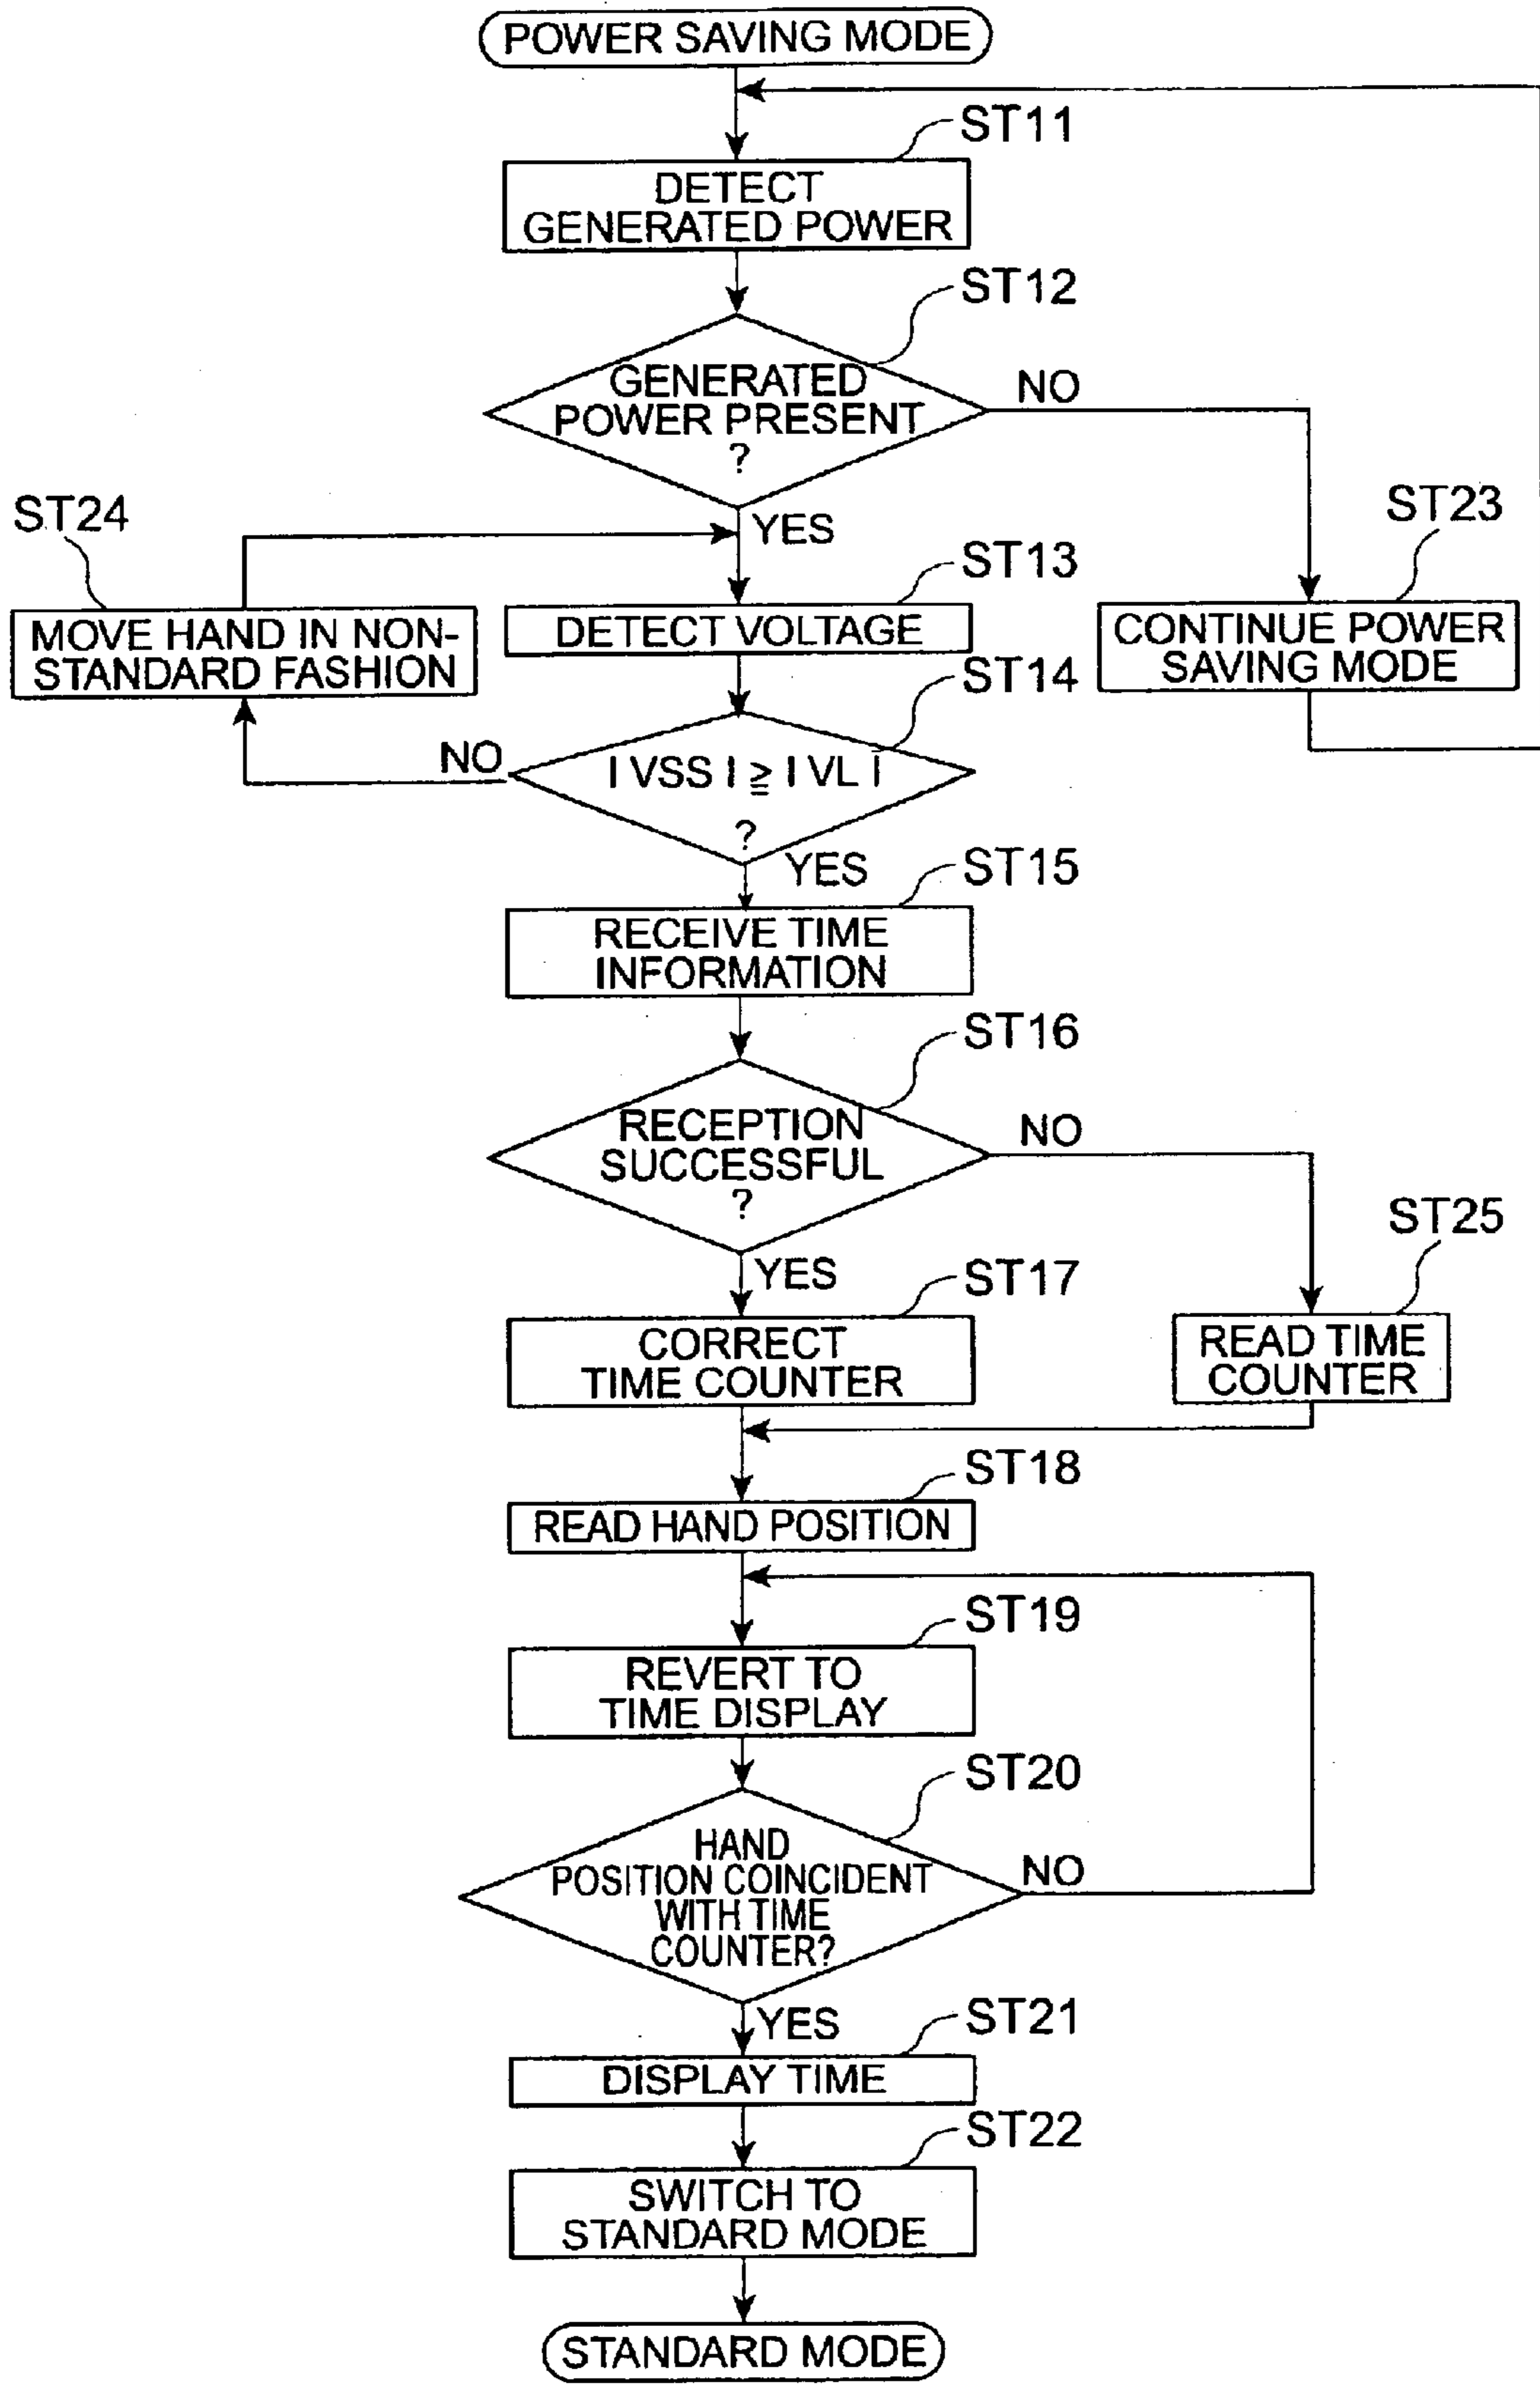 POWER SAVING MODE
ST11
DETECT
GENERATED POWER
ST12
GENERATED
POWER PRESENT
?
NO
YES
ST24
MOVE HAND IN NON-
STANDARD FASHION
ST13
DETECT VOLTAGE
ST23
CONTINUE POWER
SAVING MODE
ST14
I VSS I ≧ I VL I
?
NO
YES
ST15
RECEIVE TIME
INFORMATION
ST16
RECEPTION
SUCCESSFUL
?
NO
YES
ST17
CORRECT
TIME COUNTER
ST25
READ TIME
COUNTER
ST18
READ HAND POSITION
ST19
REVERT TO
TIME DISPLAY
ST20
HAND
POSITION COINCIDENT
WITH TIME
COUNTER?
NO
YES
ST21
DISPLAY TIME
ST22
SWITCH TO
STANDARD MODE
STANDARD MODE